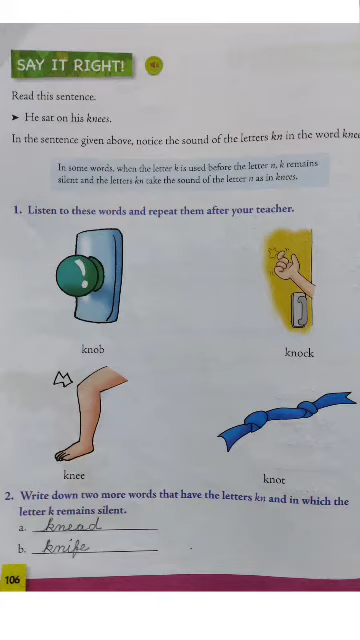 SAY IT RIGHT!
Read this sentence.
➤ He sat on his knees.
In the sentence given above, notice the sound of the letters kn in the word knee
In some words, when the letter k is used before the letter n, k remains
silent and the letters kn take the sound of the letter n as in knees.
1. Listen to these words and repeat them after your teacher.
knob
knock
knee
knot
2. Write down two more words that have the letters kn and in which the
letter k remains silent.
a. knead
b. knife
106